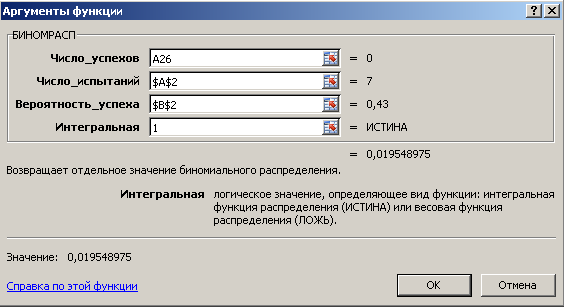 Аргументы функции
БИНОМРАСП
Число_успехов A26 = 0
Число_испытаний $A$2 = 7
Вероятность_успеха $B$2 = 0,43
Интегральная 1 = ИСТИНА
= 0,019548975
Возвращает отдельное значение биномиального распределения.
Интегральная логическое значение, определяющее вид функции: интегральная
функция распределения (ИСТИНА) или весовая функция
распределения (ЛОЖЬ).
Значение: 0,019548975
Справка по этой функции
ОК
Отмена